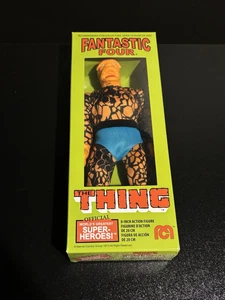 FANTASTIC
FOUR
THE
THING
OFFICIAL
WORLD'S GREATEST
SUPER-
HEROES!
8-INCH ACTION FIGURE
FIGURINE D'ACTION
DE 20 CM
FIGURA DE ACCIÓN
DE 20 CM